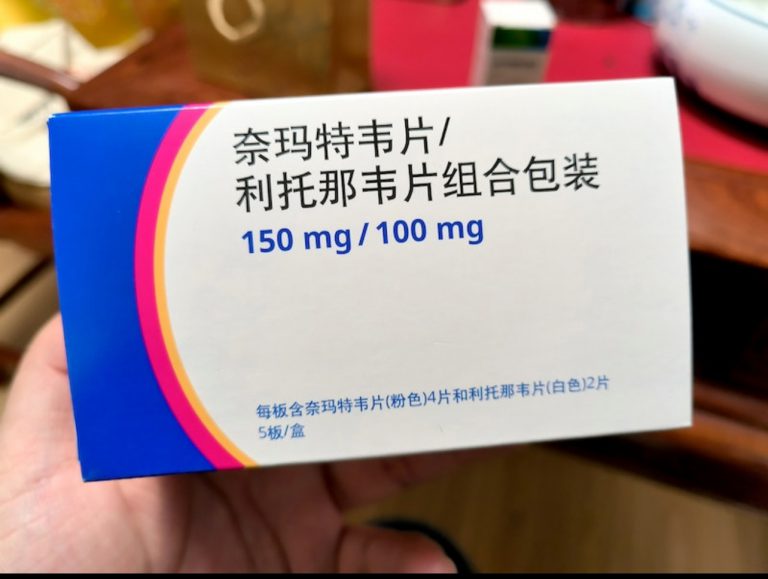 奈玛特韦片/
利托那韦片组合包装
150 mg / 100 mg
每板含奈玛特韦片(粉色)4片和利托那韦片(白色)2片
5板/盒